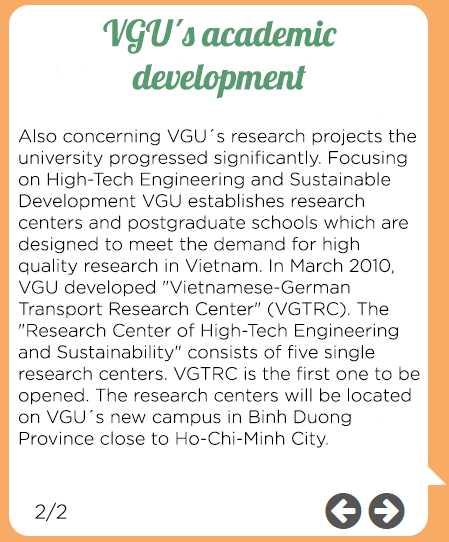 VGU´s academic
development
Also concerning VGU´s research projects the
university progressed significantly. Focusing
on High-Tech Engineering and Sustainable
Development VGU establishes research
centers and postgraduate schools which are
designed to meet the demand for high
quality research in Vietnam. In March 2010,
VGU developed "Vietnamese-German
Transport Research Center" (VGTRC). The
"Research Center of High-Tech Engineering
and Sustainability" consists of five single
research centers. VGTRC is the first one to be
opened. The research centers will be located
on VGU´s new campus in Binh Duong
Province close to Ho-Chi-Minh City.
2/2